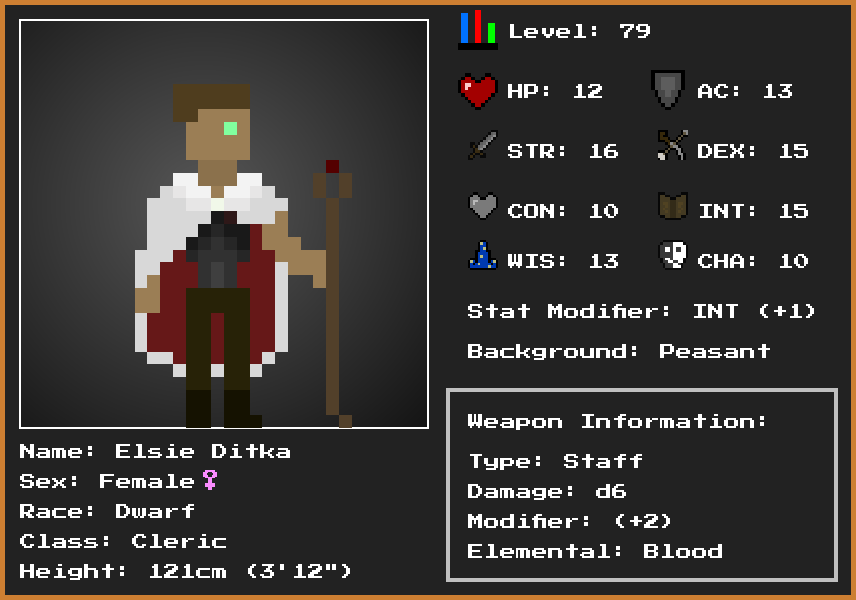 Level: 79
HP: 12
AC: 13
STR: 16
DEX: 15
CON: 10
INT: 15
WIS: 13
CHA: 10
Stat Modifier: INT (+1)
Background: Peasant
Weapon Information:
Type: Staff
Damage: d6
Modifier: (+2)
Elemental: Blood
Name: Elsie Ditka
Sex: Female♀
Race: Dwarf
Class: Cleric
Height: 121cm (3'12")